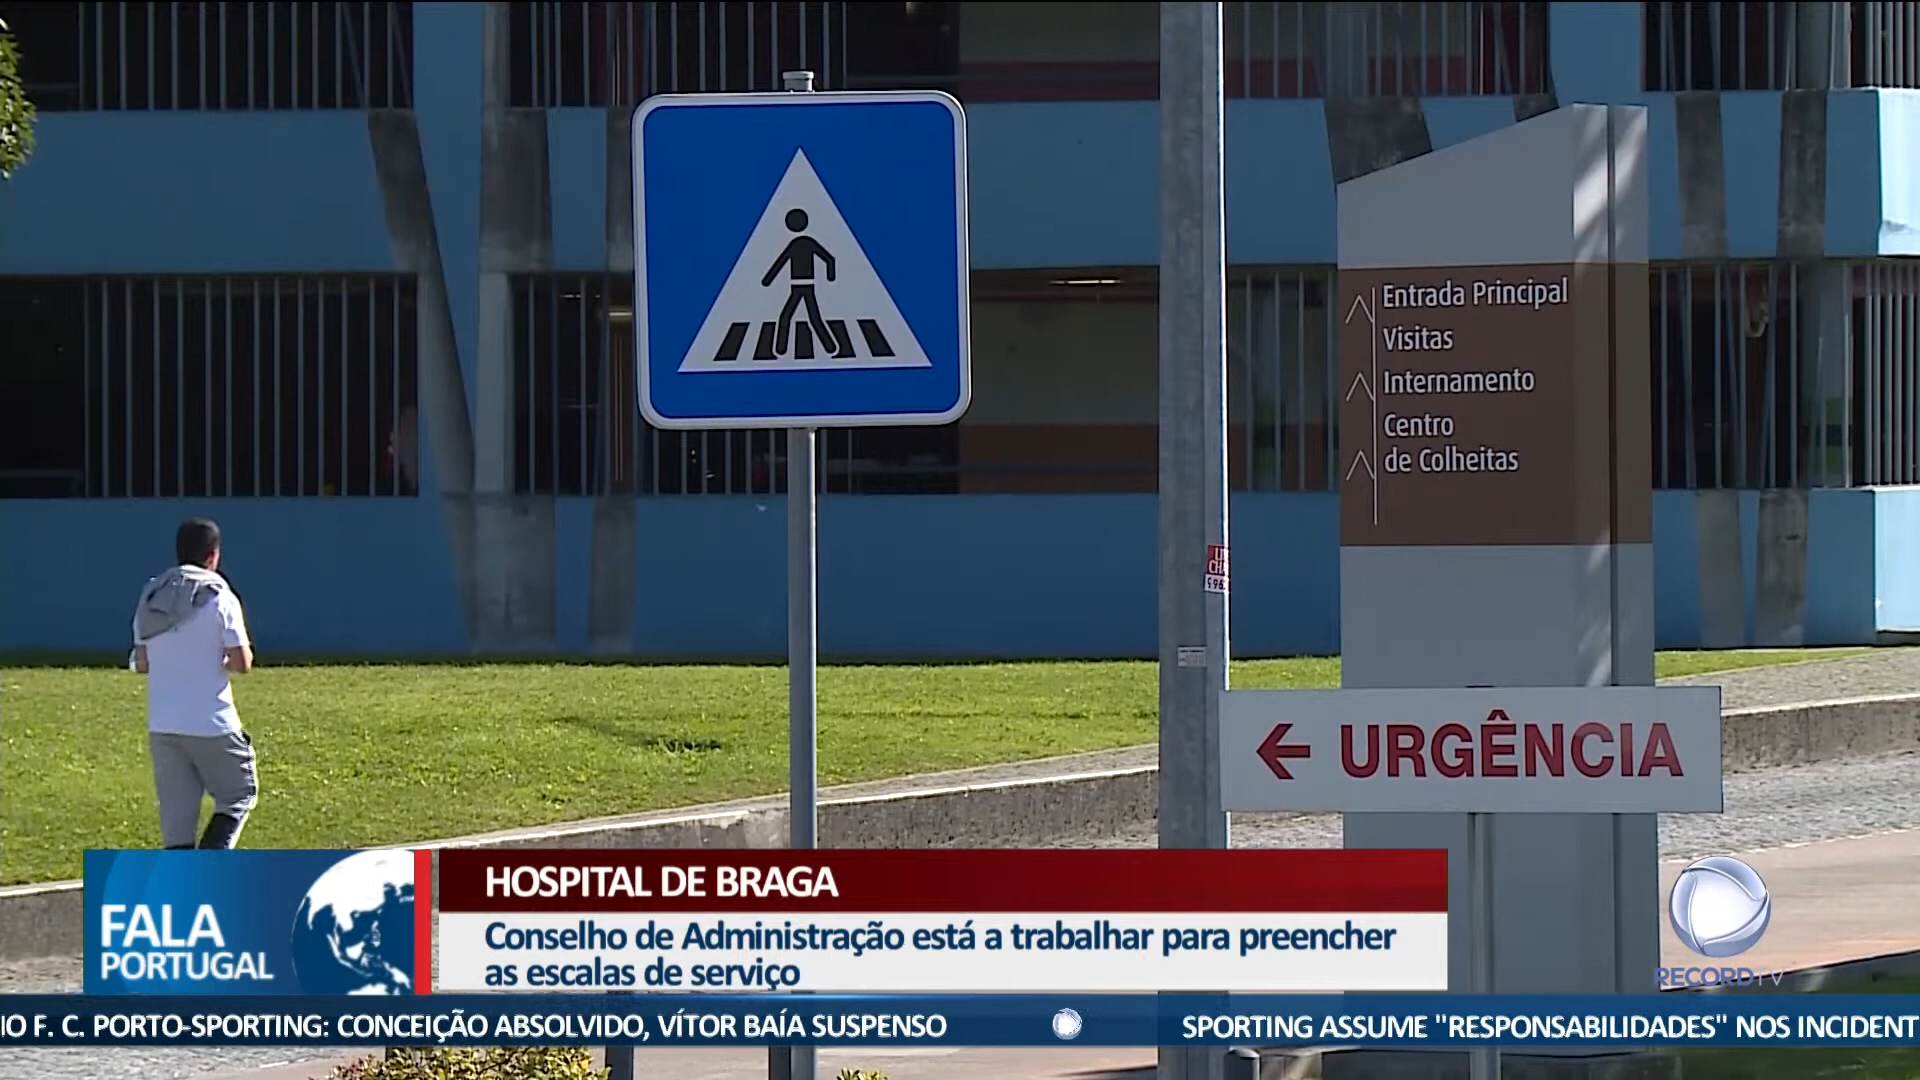 Entrada Principal
Visitas
Internamento
Centro
de Colheitas
← URGÊNCIA
HOSPITAL DE BRAGA
Conselho de Administração está a trabalhar para preencher
as escalas de serviço
FALA
PORTUGAL
RECORD TV
IO F. C. PORTO-SPORTING: CONCEIÇÃO ABSOLVIDO, VÍTOR BAÍA SUSPENSO
SPORTING ASSUME "RESPONSABILIDADES" NOS INCIDENT